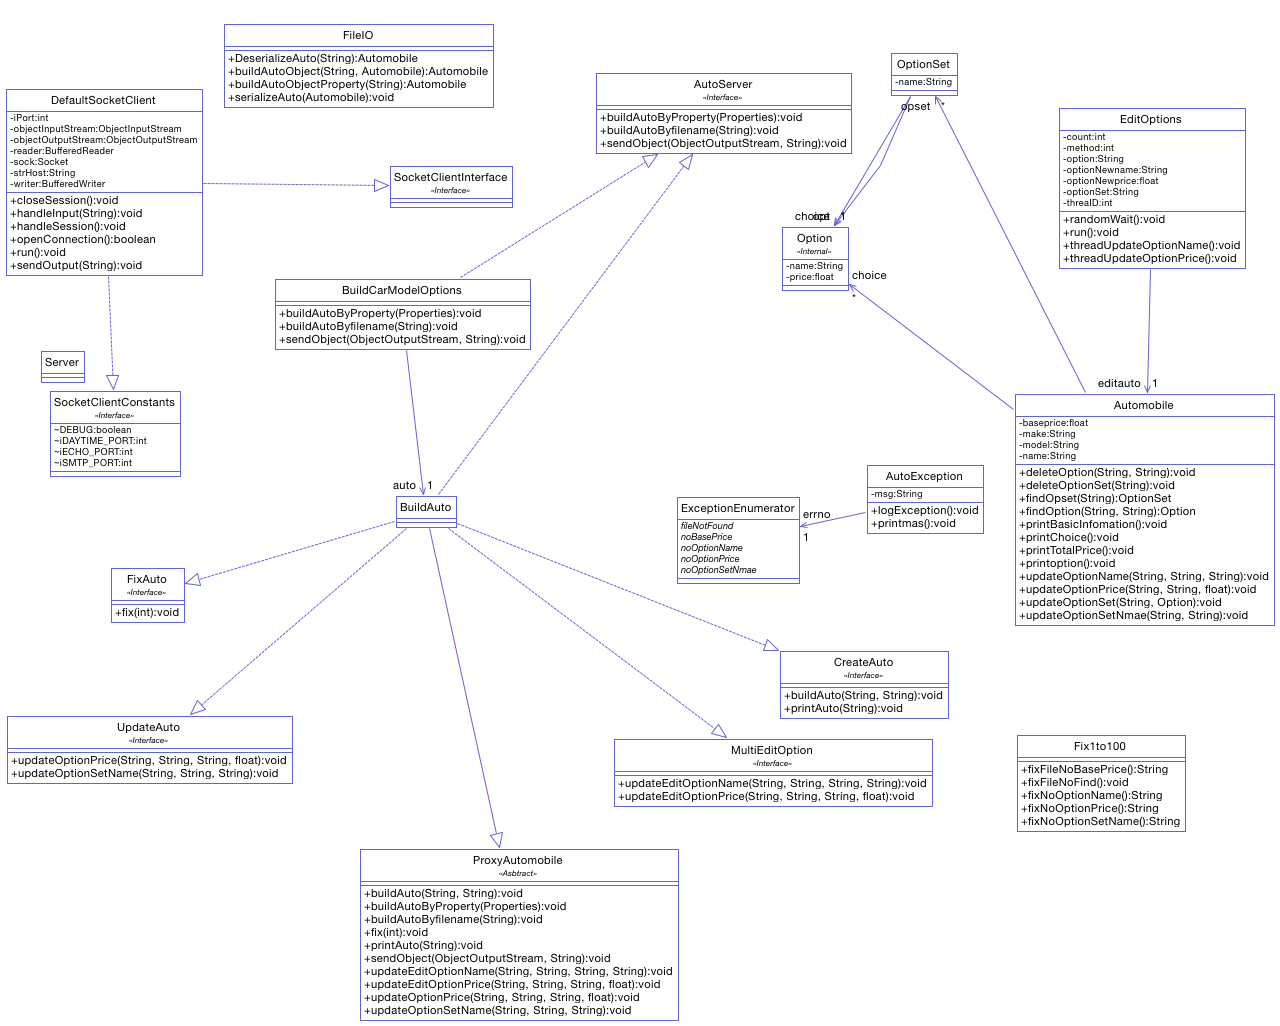 FileIO
+DeserializeAuto(String):Automobile
+buildAutoObject(String, Automobile):Automobile
+buildAutoObjectProperty(String):Automobile
+serializeAuto(Automobile):void
DefaultSocketClient
-iPort:int
-objectInputStream:ObjectInputStream
-objectOutputStream:ObjectOutputStream
-reader:BufferedReader
-sock:Socket
-strHost:String
-writer:BufferedWriter
+closeSession():void
+handleInput(String):void
+handleSession():void
+openConnection():boolean
+run():void
+sendOutput(String):void
SocketClientInterface
«Interface»
AutoServer
«Interface»
+buildAutoByProperty(Properties):void
+buildAutoByfilename(String):void
+sendObject(ObjectOutputStream, String):void
OptionSet
-name:String
opset
*
EditOptions
-count:int
-method:int
-option:String
-optionNewname:String
-optionNewprice:float
-optionSet:String
-threaID:int
+randomWait():void
+run():void
+threadUpdateOptionName():void
+threadUpdateOptionPrice():void
choice
1
Option
«Internal»
-name:String
-price:float
choice
*
BuildCarModelOptions
+buildAutoByProperty(Properties):void
+buildAutoByfilename(String):void
+sendObject(ObjectOutputStream, String):void
Server
SocketClientConstants
«Interface»
~DEBUG:boolean
~iDAYTIME_PORT:int
~iECHO_PORT:int
~iSMTP_PORT:int
editauto
1
Automobile
-baseprice:float
-make:String
-model:String
-name:String
+deleteOption(String, String):void
+deleteOptionSet(String):void
+findOpset(String):OptionSet
+findOption(String, String):Option
+printBasicInfomation():void
+printChoice():void
+printTotalPrice():void
+printoption():void
+updateOptionName(String, String, String):void
+updateOptionPrice(String, String, float):void
+updateOptionSet(String, Option):void
+updateOptionSetNmae(String, String):void
auto
1
BuildAuto
AutoException
-msg:String
+logException():void
+printmas():void
errno
1
ExceptionEnumerator
fileNotFound
noBasePrice
noOptionName
noOptionPrice
noOptionSetNmae
FixAuto
«Interface»
+fix(int):void
CreateAuto
«Interface»
+buildAuto(String, String):void
+printAuto(String):void
UpdateAuto
«Interface»
+updateOptionPrice(String, String, String, float):void
+updateOptionSetName(String, String, String):void
MultiEditOption
«Interface»
+updateEditOptionName(String, String, String, String):void
+updateEditOptionPrice(String, String, String, float):void
Fix1to100
+fixFileNoBasePrice():String
+fixFileNoFind():void
+fixNoOptionName():String
+fixNoOptionPrice():String
+fixNoOptionSetName():String
ProxyAutomobile
«Asbtract»
+buildAuto(String, String):void
+buildAutoByProperty(Properties):void
+buildAutoByfilename(String):void
+fix(int):void
+printAuto(String):void
+sendObject(ObjectOutputStream, String):void
+updateEditOptionName(String, String, String, String):void
+updateEditOptionPrice(String, String, String, float):void
+updateOptionPrice(String, String, String, float):void
+updateOptionSetName(String, String, String):void